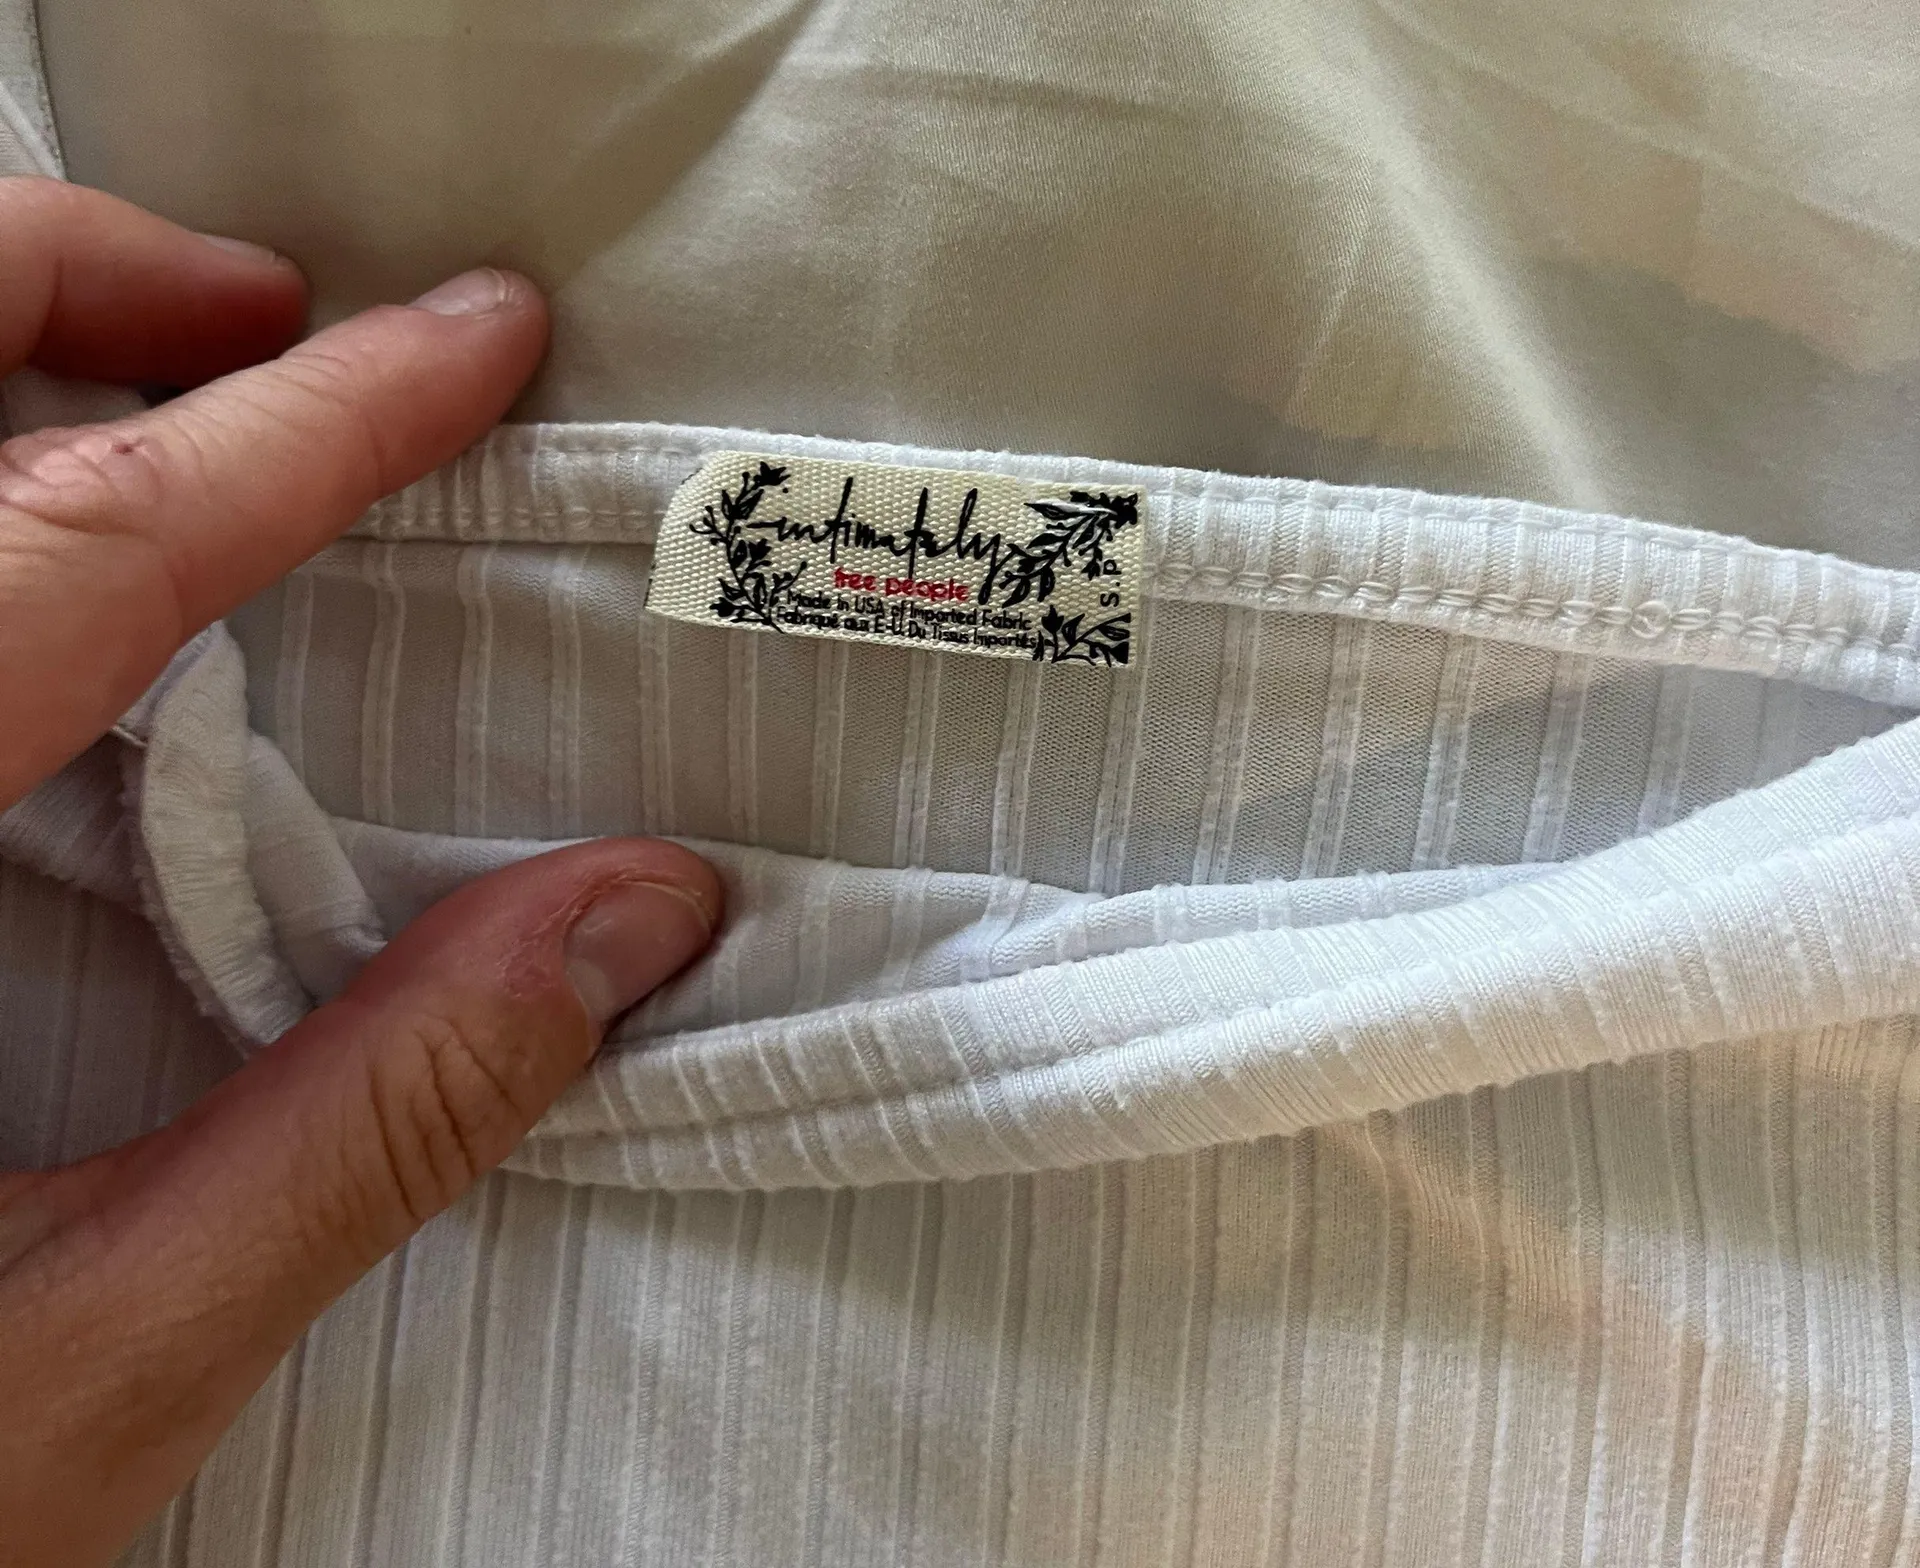 intimately
free people
Made in USA of Imported Fabric
Fabriqué aux É-U. Du Tissus Importés
S.P